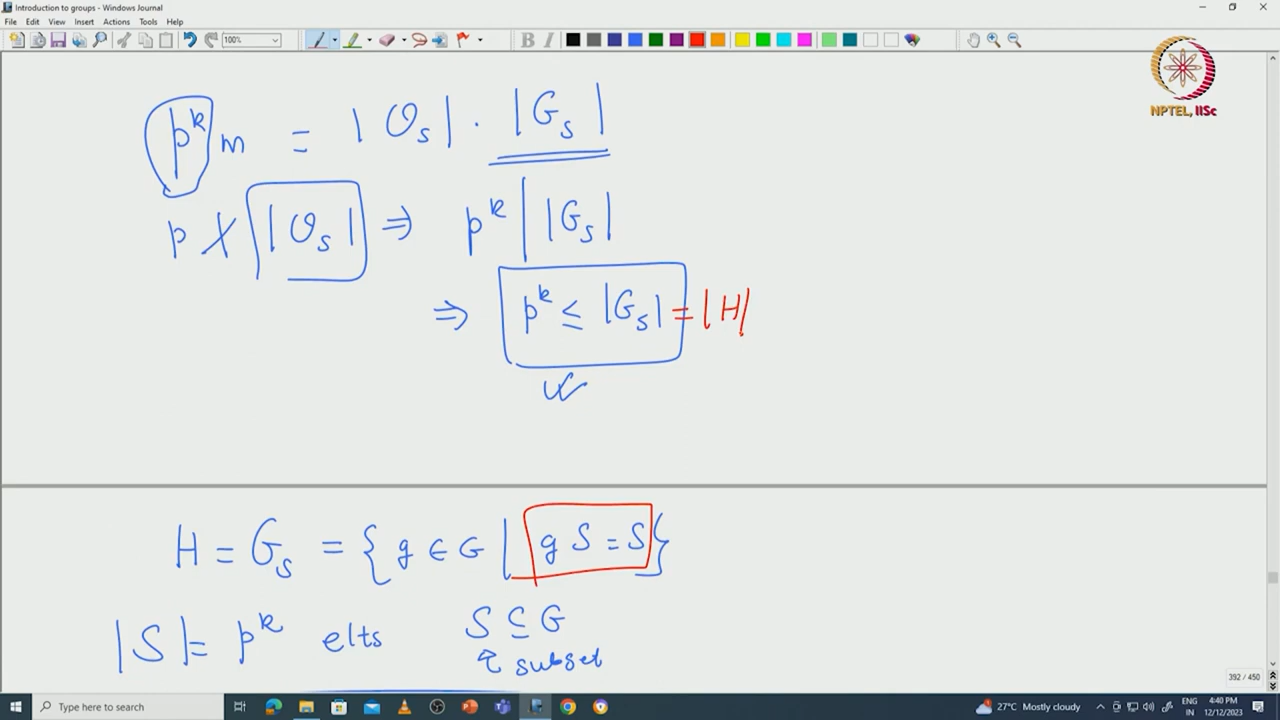 Introduction to groups - Windows Journal
File Edit View Insert Actions Tools Help
100%
NPTEL, IISc
p^k m = |O_s| · |G_s|
p ∤ |O_s| ⇒ p^k | |G_s|
⇒ p^k ≤ |G_s| = |H|
H = G_s = {g ∈ G | g S = S}
|S| = p^k elts S ⊆ G
subset
392 / 450
Type here to search
27°C Mostly cloudy
ENG
IN
4:40 PM
12/12/2023